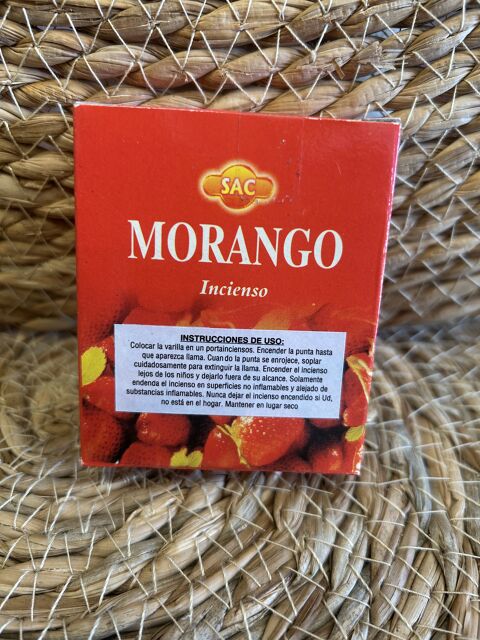 SAC
MORANGO
Incienso
INSTRUCCIONES DE USO:
Colocar la varilla en un portainciensos. Encender la punta hasta
que aparezca llama. Cuando la punta se enrojece, soplar
cuidadosamente para extinguir la llama. Encender el incienso
lejos de los niños y dejarlo fuera de su alcance. Solamente
endenda el incienso en superficies no inflamables y alejado de
substancias inflamables. Nunca dejar el incienso encendido si Ud,
no está en el hogar. Mantener en lugar seco